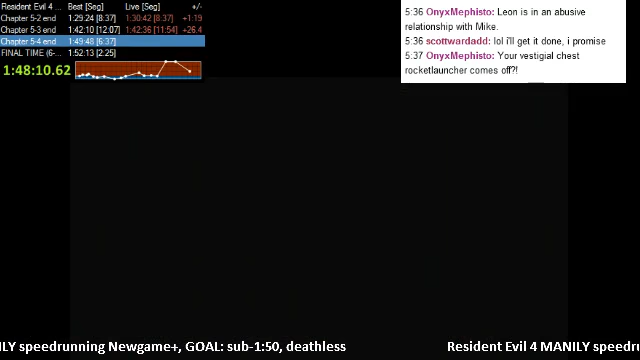 Resident Evil 4 ... Best [Seg] Live [Seg] +/-
Chapter 5-2 end 1:29:24 [8:37] 1:30:42 [8:37] +1:19
Chapter 5-3 end 1:42:10 [12:07] 1:42:36 [11:54] +26,4
Chapter 5-4 end 1:49:48 [6:37]
FINAL TIME (6-... 1:52:13 [2:25]
1:48:10.62
5:36 OnyxMephisto: Leon is in an abusive
relationship with Mike.
5:36 scottwardadd: lol i'll get it done, i promise
5:37 OnyxMephisto: Your vestigial chest
rocketlauncher comes off?!
ILY speedrunning Newgame+, GOAL: sub-1:50, deathless Resident Evil 4 MANILY speedru